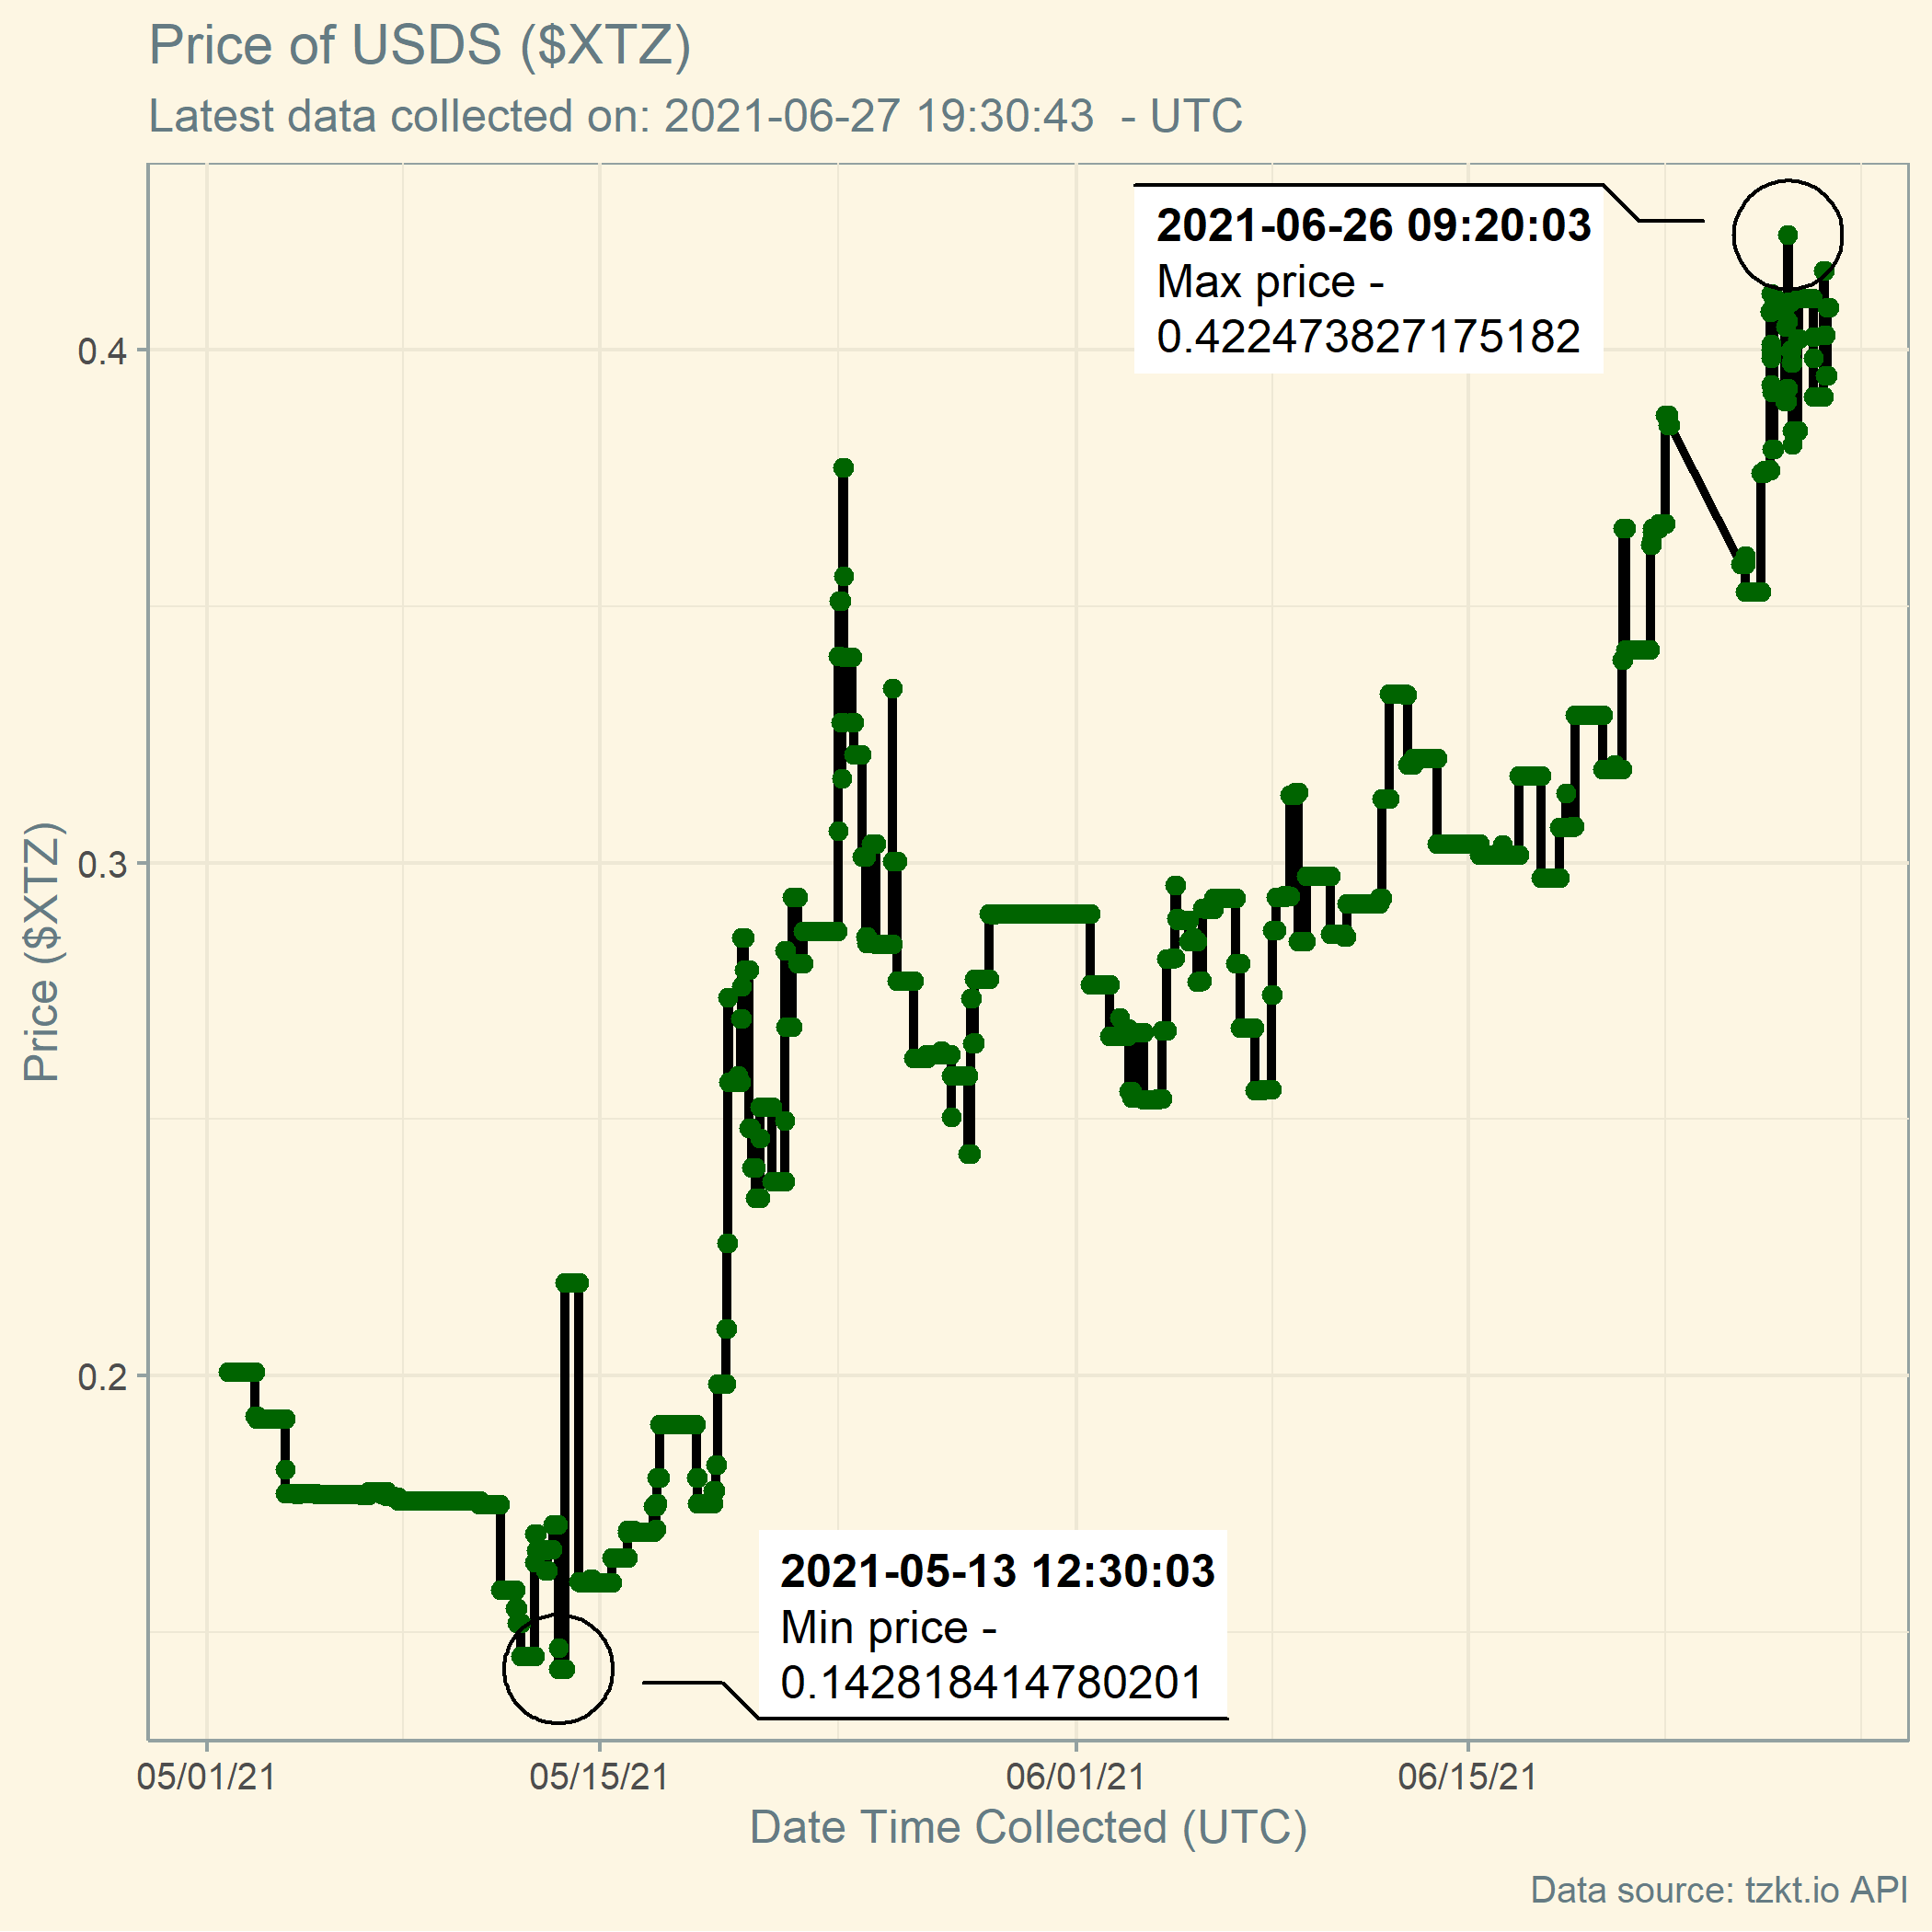 Price of USDS ($XTZ)
Latest data collected on: 2021-06-27 19:30:43  - UTC
2021-06-26 09:20:03
Max price -
0.422473827175182
0.4
0.3
0.2
Price ($XTZ)
2021-05-13 12:30:03
Min price -
0.142818414780201
05/01/21
05/15/21
06/01/21
06/15/21
Date Time Collected (UTC)
Data source: tzkt.io API